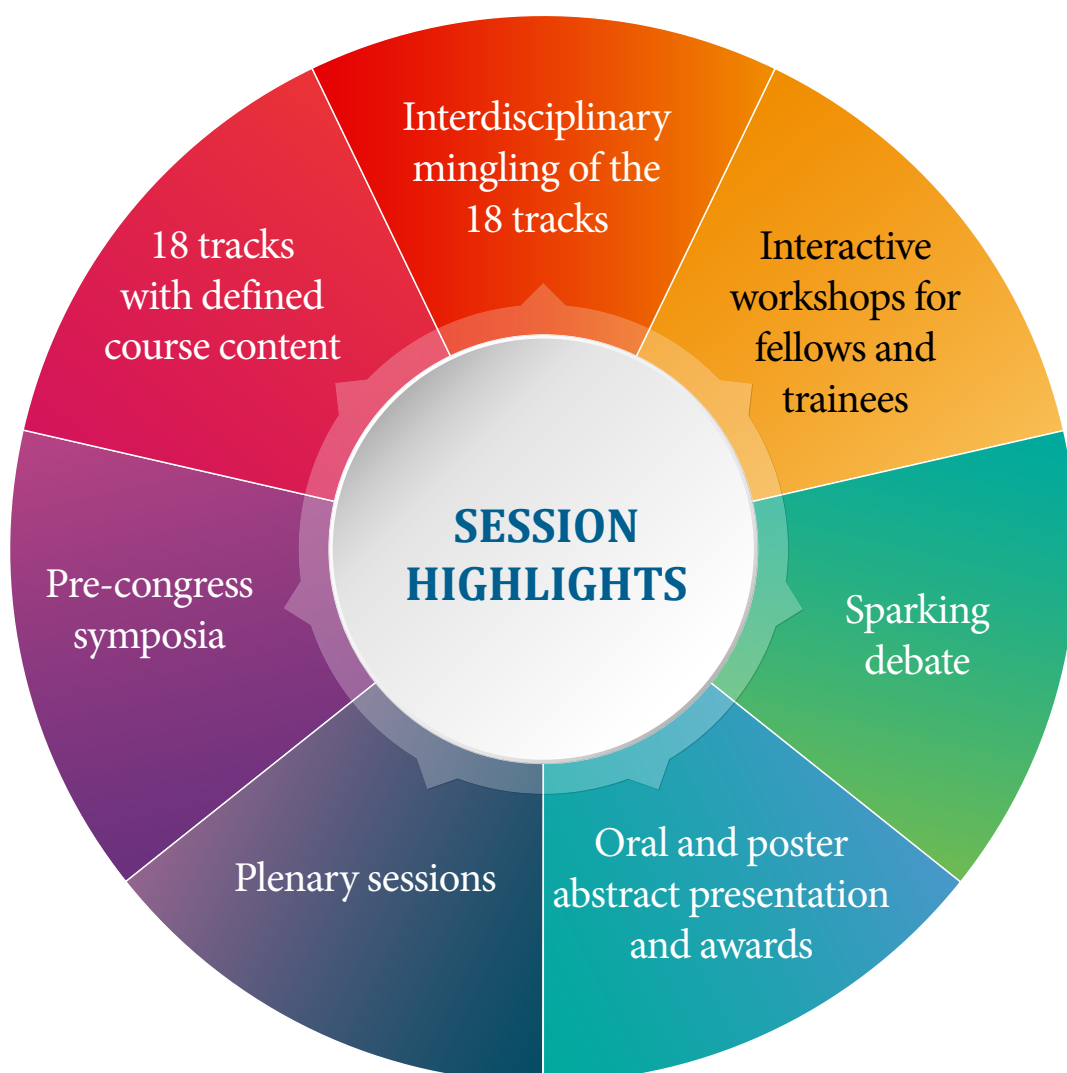 Interdisciplinary
mingling of the
18 tracks
Interactive
workshops for
fellows and
trainees
Sparking
debate
Oral and poster
abstract presentation
and awards
Plenary sessions
Pre-congress
symposia
18 tracks
with defined
course content
SESSION
HIGHLIGHTS